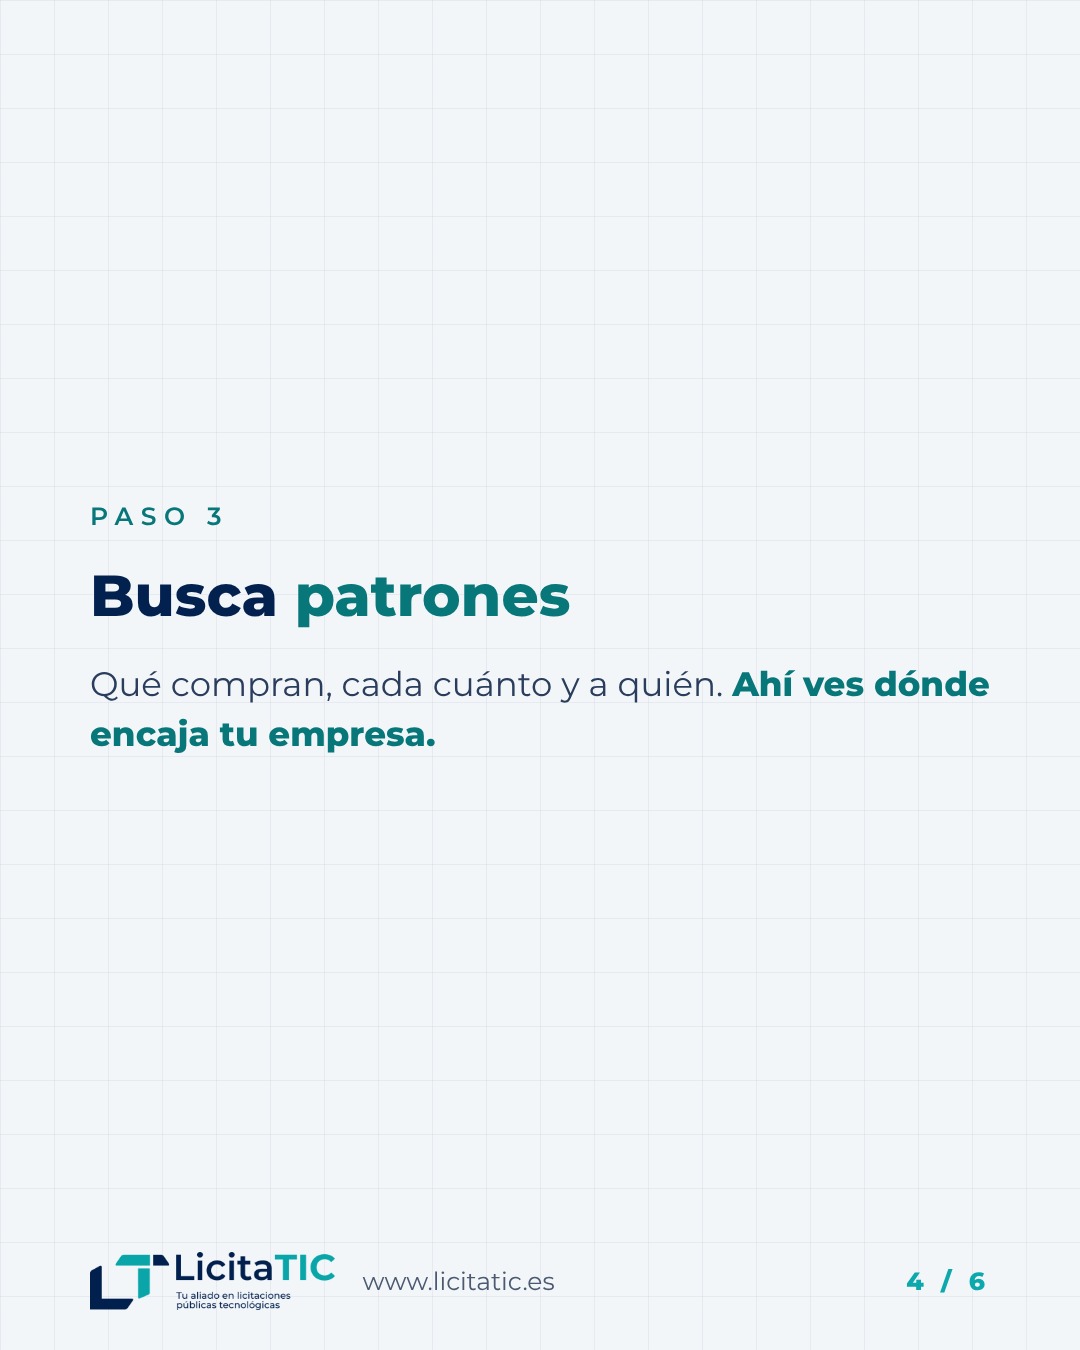 PASO 3
Busca patrones
Qué compran, cada cuánto y a quién. Ahí ves dónde
encaja tu empresa.
LicitaTIC
Tu aliado en licitaciones
públicas tecnológicas
www.licitatic.es
4 / 6